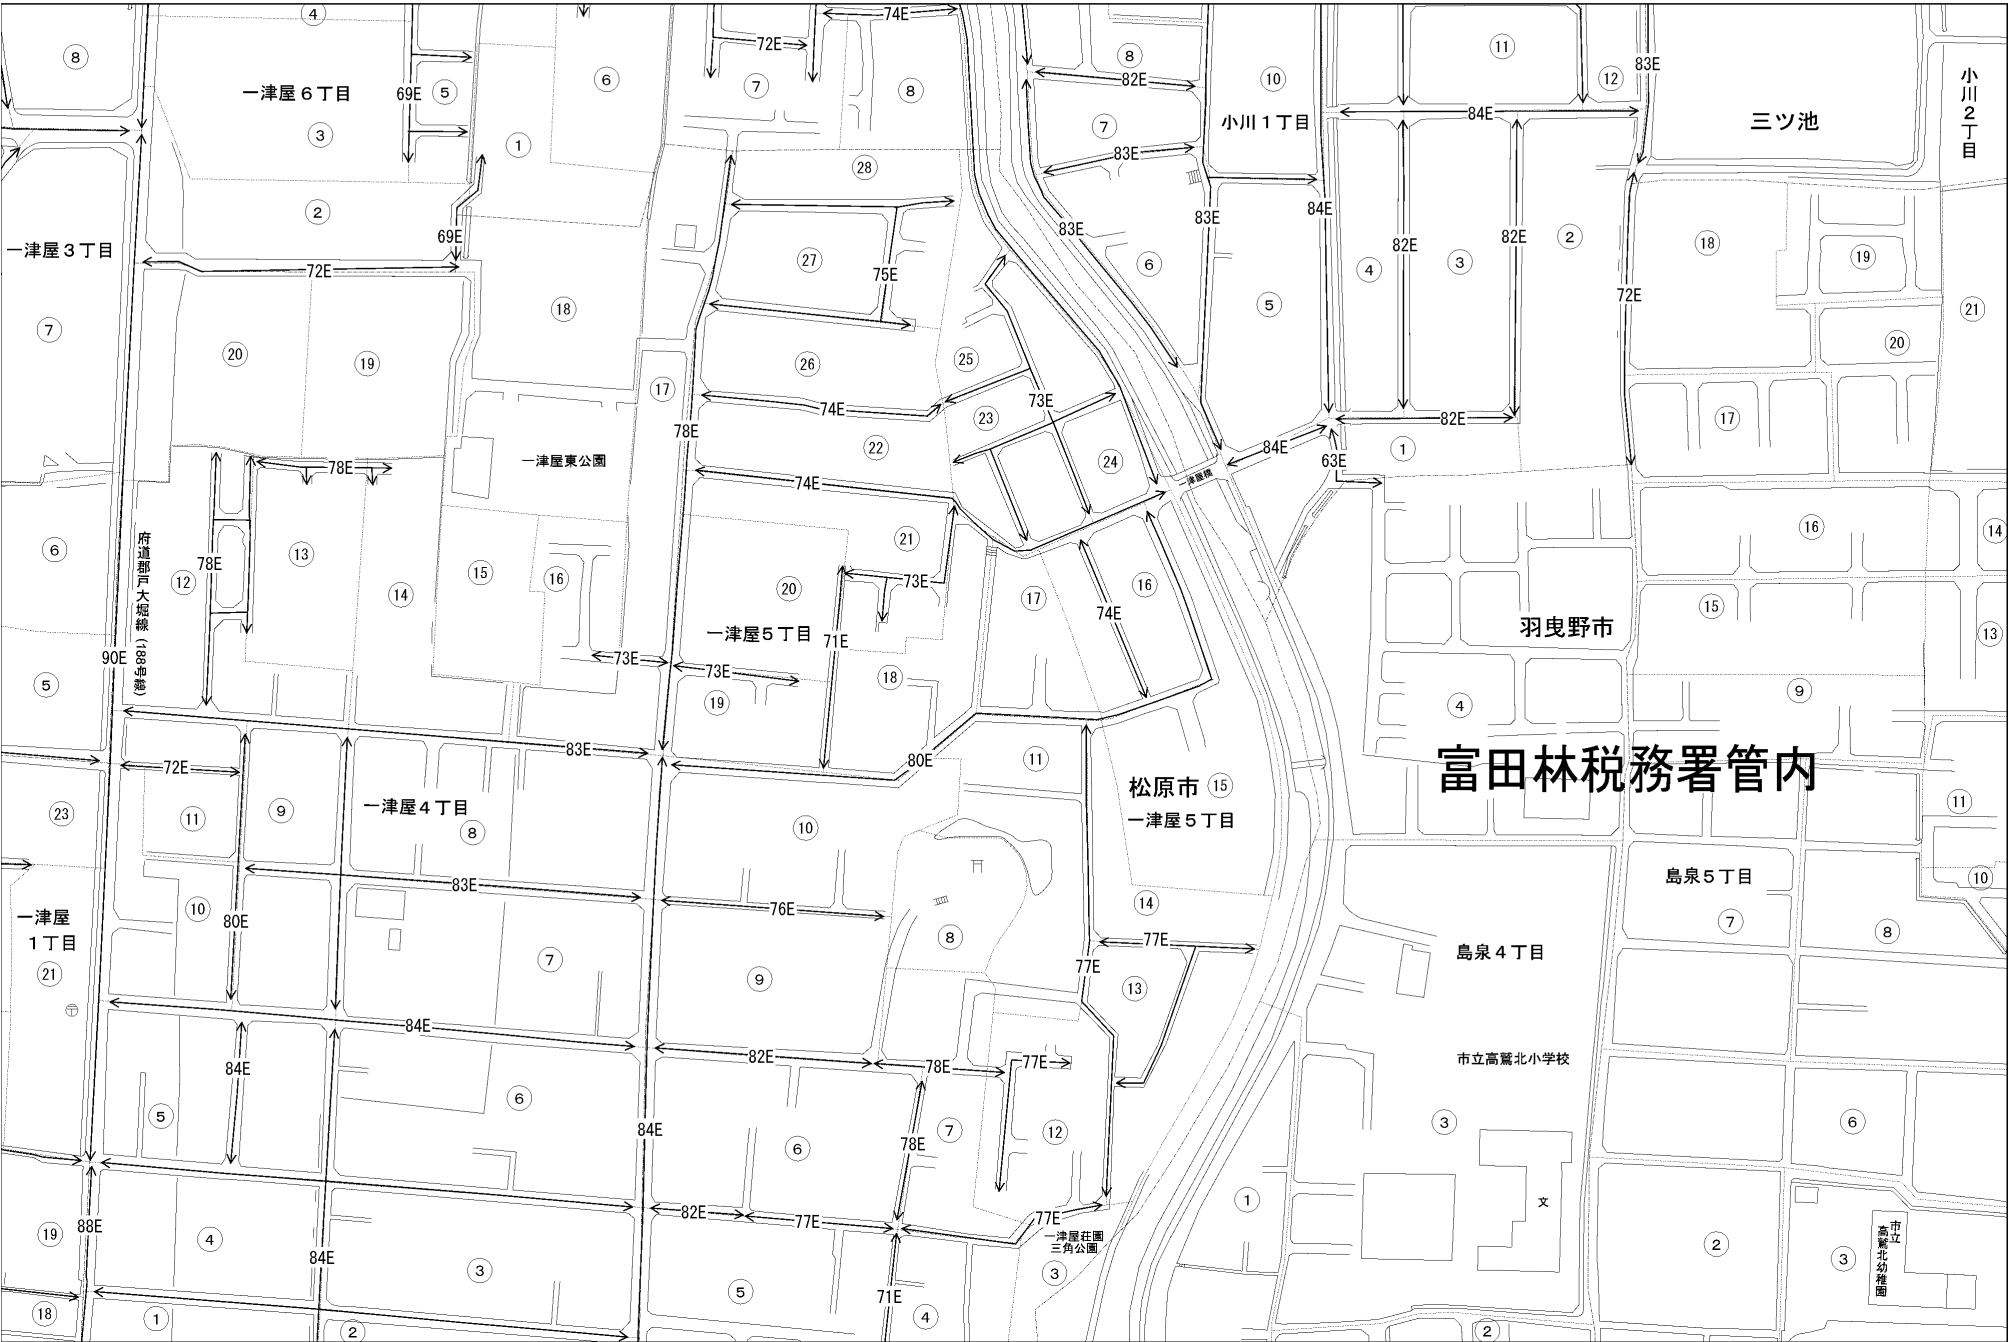 ④
74E
⑧
⑪
83E
72E
⑧
⑫
小川2丁目
⑧
一津屋6丁目
69E
⑤
⑥
⑦
⑧
82E
⑩
③
①
⑦
小川1丁目
84E
三ツ池
83E
㉘
②
84E
69E
83E
83E
82E
82E
②
一津屋3丁目
72E
㉗
75E
⑥
④
③
⑱
⑲
⑦
⑱
⑤
72E
㉑
⑳
⑲
⑰
㉖
㉕
⑳
74E
㉓
73E
82E
⑰
78E
㉒
84E
①
78E
一津屋東公園
㉔
63E
74E
一津屋橋
⑯
⑭
⑥
府道郡戸大堀線(188号線)
⑬
㉑
⑫
78E
⑭
⑮
⑯
⑳
73E
⑰
⑯
74E
⑮
羽曳野市
⑬
90E
一津屋5丁目
71E
73E
73E
⑤
⑲
⑱
④
⑨
83E
72E
80E
⑪
富田林税務署管内
松原市
⑮
一津屋5丁目
㉓
⑪
⑨
一津屋4丁目
⑧
⑩
⑪
島泉5丁目
⑩
83E
76E
⑭
一津屋
1丁目
⑩
80E
⑧
77E
⑦
⑧
島泉4丁目
㉑
⑦
⑨
77E
⑬
84E
82E
78E
77E
市立高鷲北小学校
84E
⑥
⑤
84E
⑥
78E
⑦
⑫
③
⑥
82E
77E
77E
①
文
88E
⑲
④
84E
一津屋荘園
三角公園
②
③
市立
高鷲北幼稚園
③
⑤
71E
③
⑱
①
②
④
②